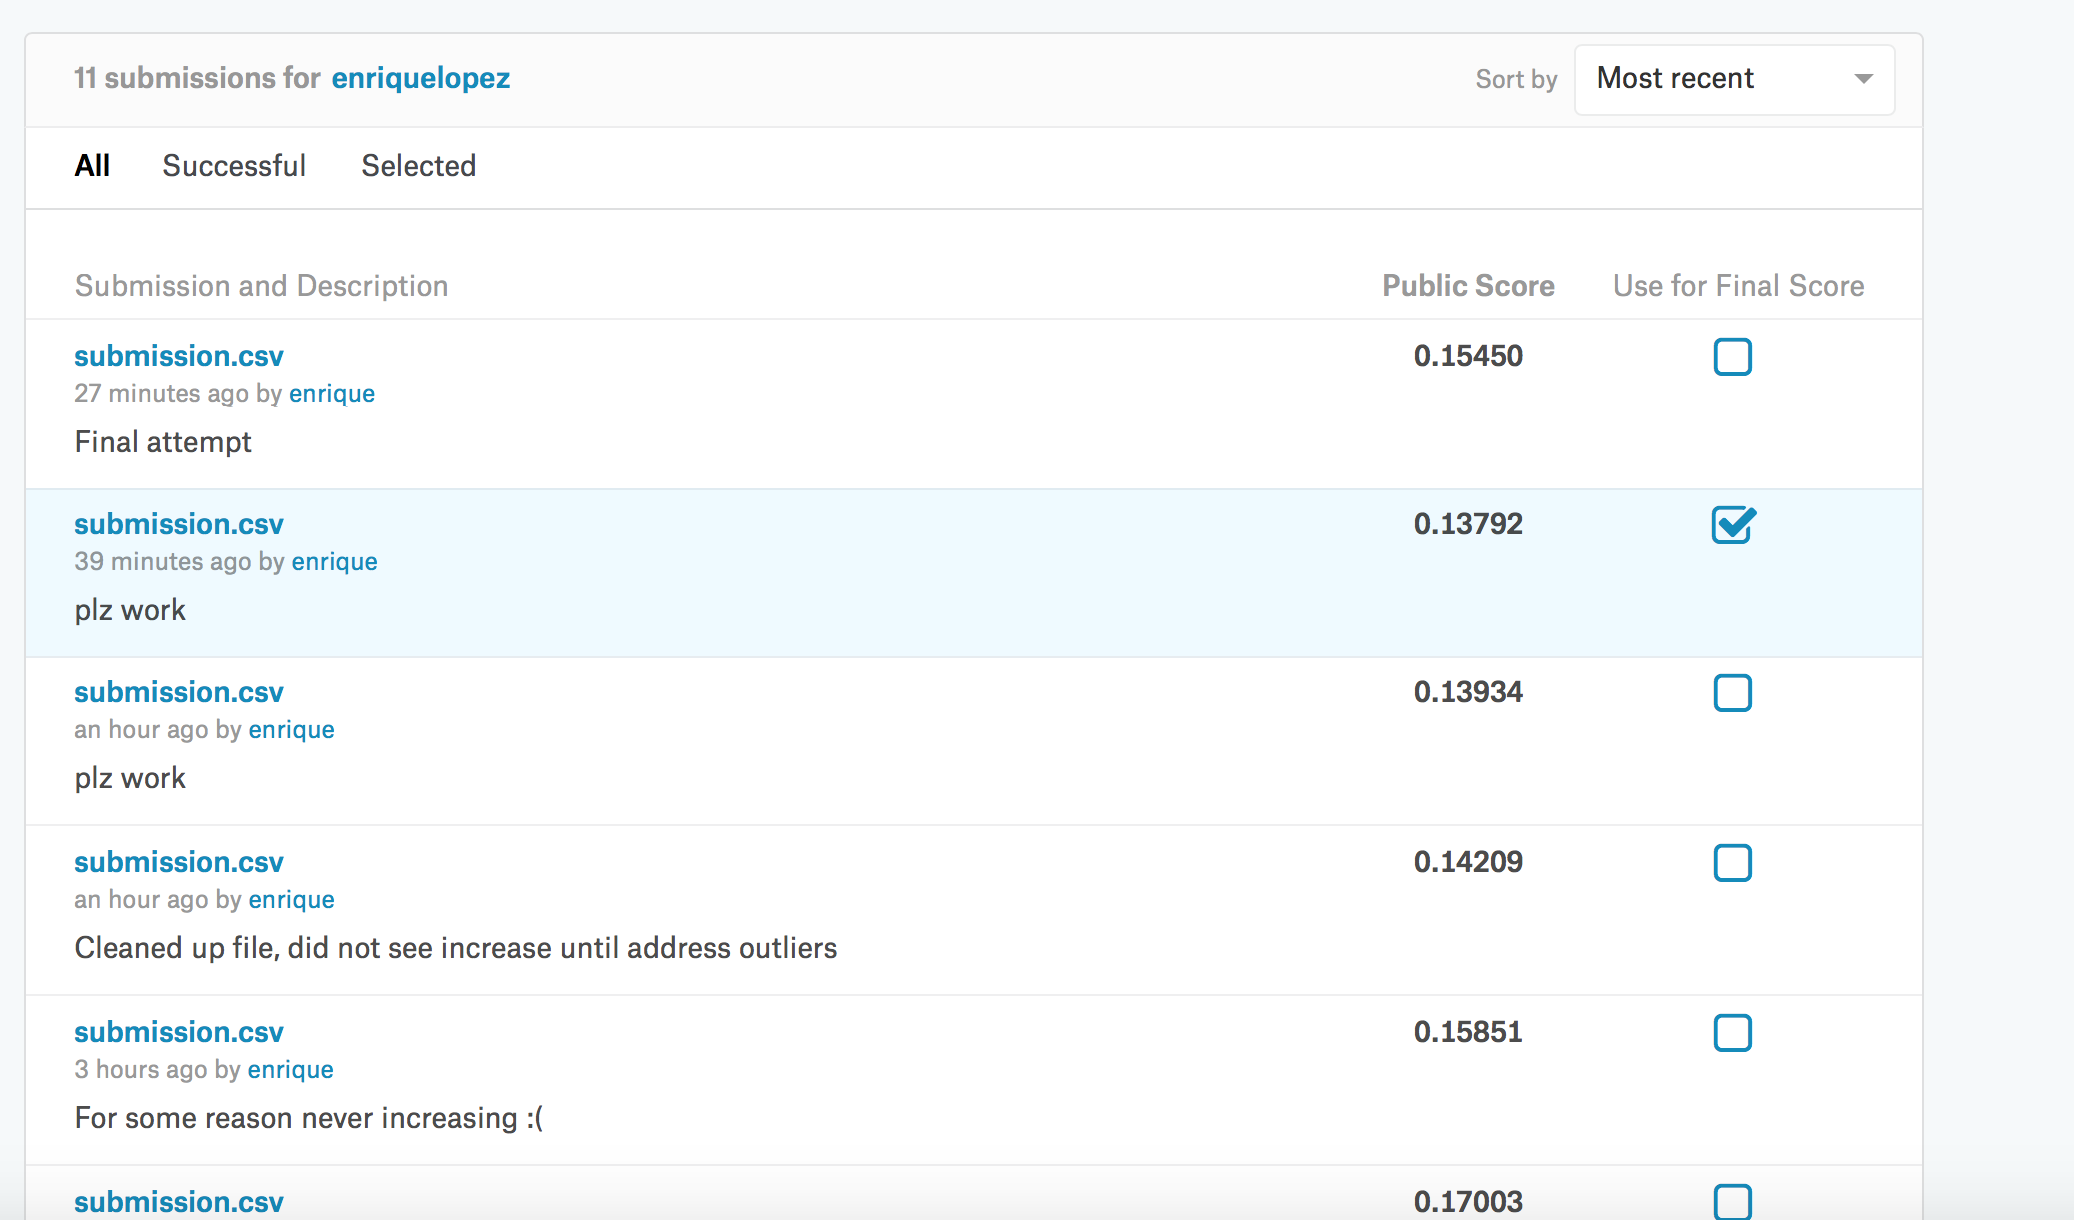 11 submissions for enriquelopez
Sort by Most recent
All Successful Selected
Submission and Description Public Score Use for Final Score
submission.csv 0.15450
27 minutes ago by enrique
Final attempt
submission.csv 0.13792
39 minutes ago by enrique
plz work
submission.csv 0.13934
an hour ago by enrique
plz work
submission.csv 0.14209
an hour ago by enrique
Cleaned up file, did not see increase until address outliers
submission.csv 0.15851
3 hours ago by enrique
For some reason never increasing :(
submission.csv 0.17003